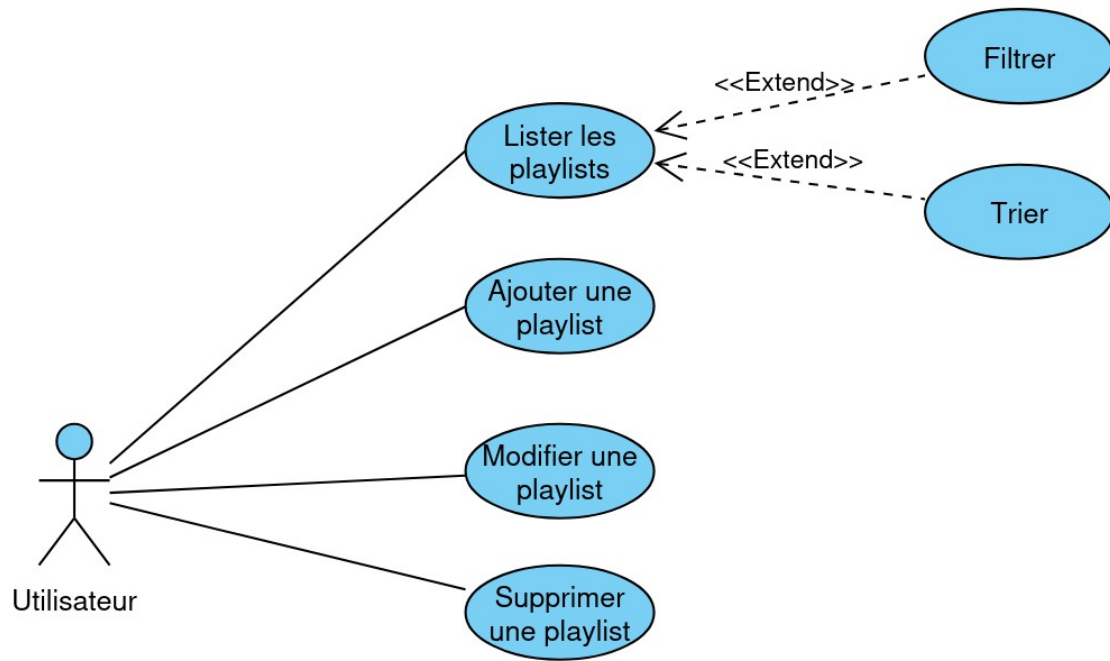 Filtrer
<<Extend>>
Lister les
playlists
<<Extend>>
Trier
Ajouter une
playlist
Modifier une
playlist
Utilisateur
Supprimer
une playlist